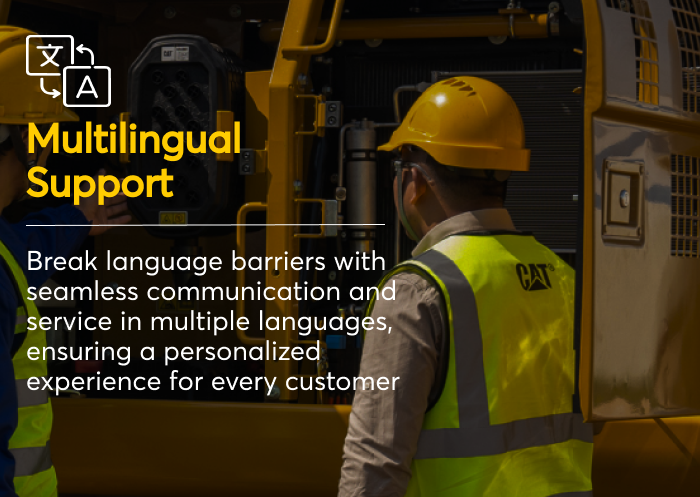 文
A
Multilingual
Support
Break language barriers with
seamless communication and
service in multiple languages,
ensuring a personalized
experience for every customer
CAT
CAT